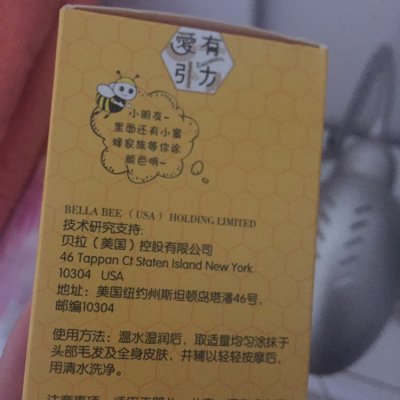 愛有
引力
小朋友~
里面还有小蜜
蜂家族等你涂
颜色哟~
BELLA BEE （USA）HOLDING LIMITED
技术研究支持:
贝拉（美国）控股有限公司
46 Tappan Ct Staten Island New York
10304 USA
地址: 美国纽约州斯坦顿岛塔潘46号,
邮编10304
使用方法: 温水湿润后, 取适量均匀涂抹于
头部毛发及全身皮肤, 并辅以轻轻按摩后,
用清水洗净。